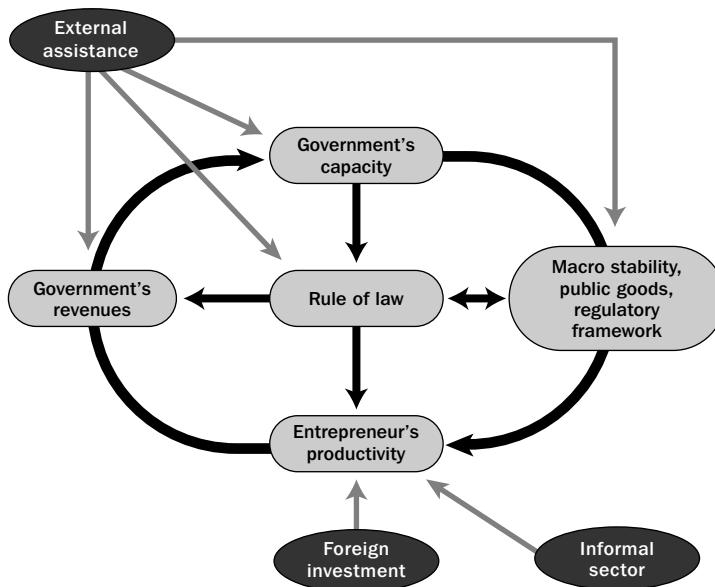 External
assistance
Government's
capacity
Government's
revenues
Rule of law
Macro stability,
public goods,
regulatory
framework
Entrepreneur's
productivity
Foreign
investment
Informal
sector